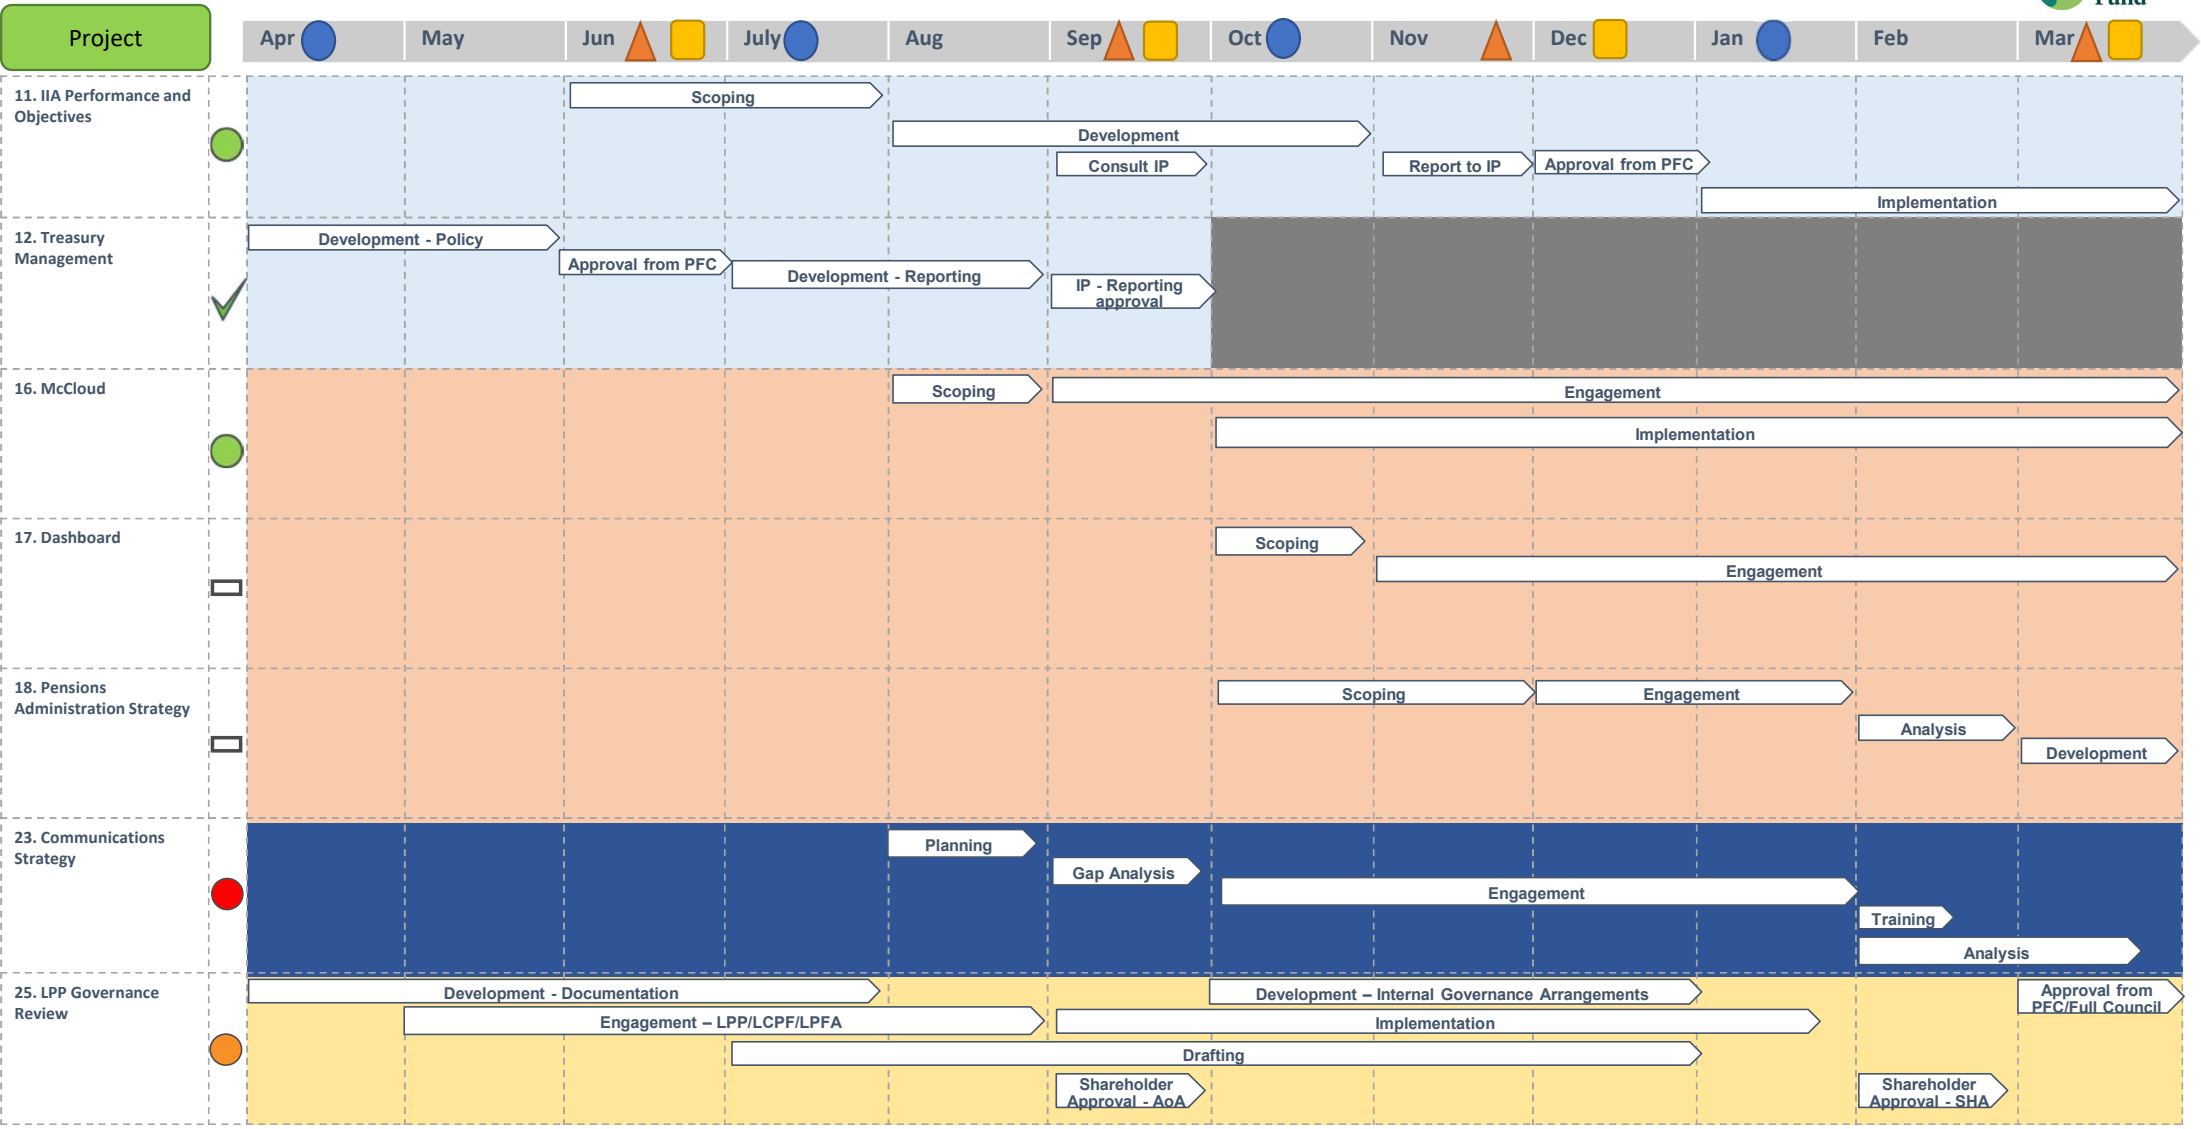 Fund
Project
Apr
May
Jun
July
Aug
Sep
Oct
Nov
Dec
Jan
Feb
Mar
11. IIA Performance and
Objectives
Scoping
Development
Consult IP
Report to IP
Approval from PFC
Implementation
12. Treasury
Management
Development - Policy
Approval from PFC
Development - Reporting
IP - Reporting
approval
16. McCloud
Scoping
Engagement
Implementation
17. Dashboard
Scoping
Engagement
18. Pensions
Administration Strategy
Scoping
Engagement
Analysis
Development
23. Communications
Strategy
Planning
Gap Analysis
Engagement
Training
Analysis
25. LPP Governance
Review
Development - Documentation
Development – Internal Governance Arrangements
Approval from
PFC/Full Council
Engagement – LPP/LCPF/LPFA
Implementation
Drafting
Shareholder
Approval - AoA
Shareholder
Approval - SHA